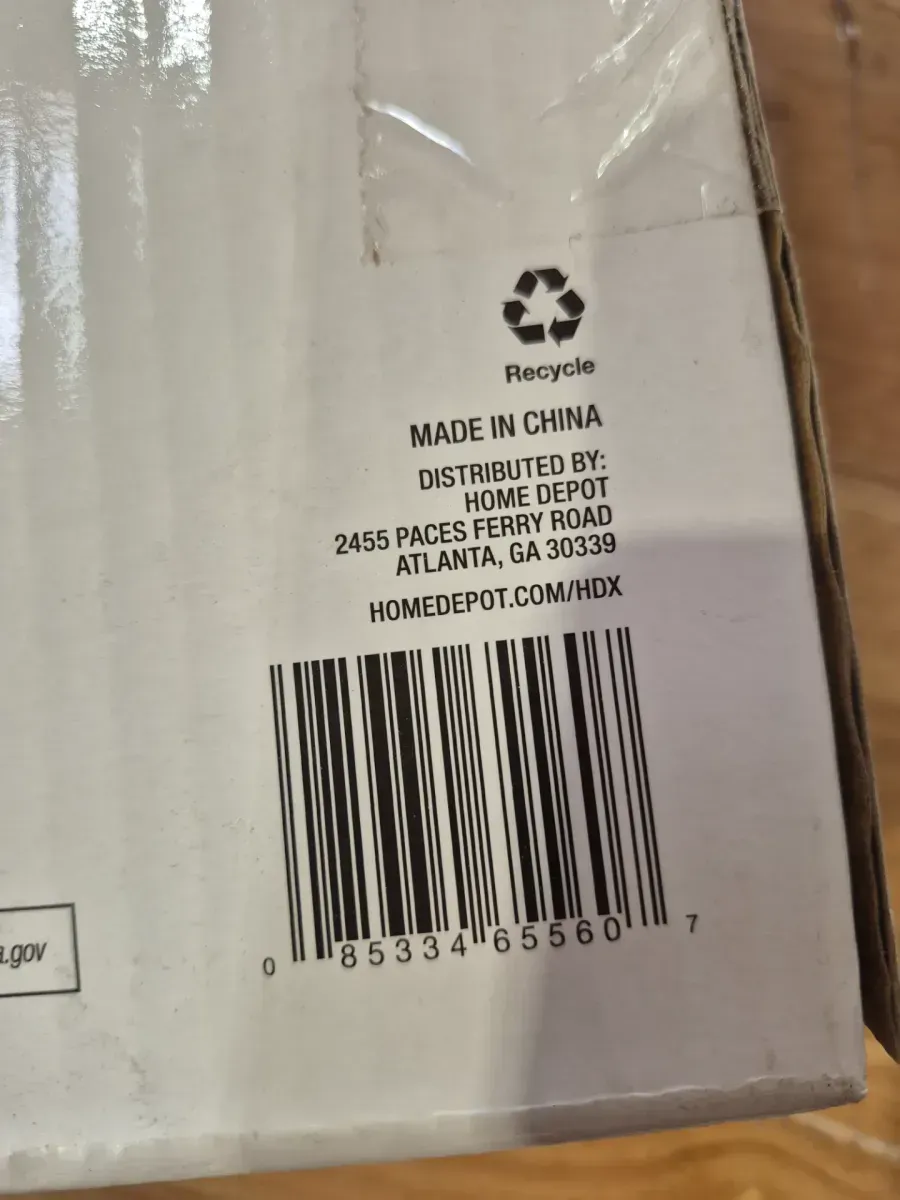 Recycle
MADE IN CHINA
DISTRIBUTED BY:
HOME DEPOT
2455 PACES FERRY ROAD
ATLANTA, GA 30339
HOMEDEPOT.COM/HDX
.gov
0 85334 65560 7